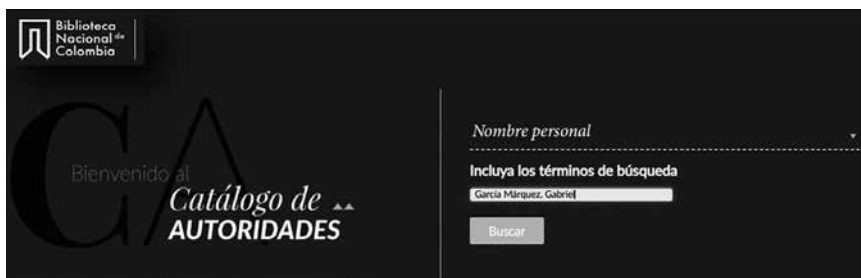 Biblioteca
Nacional de
Colombia
CA
Bienvenido al
Catálogo de
AUTORIDADES
Nombre personal
Incluya los términos de búsqueda
García Márquez, Gabriel
Buscar